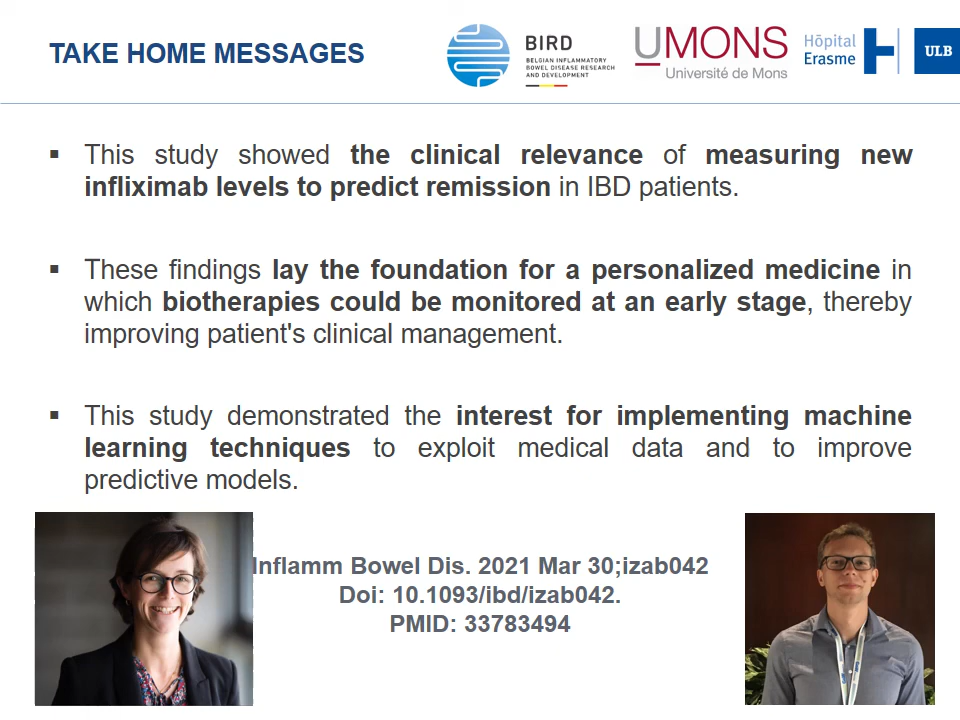 TAKE HOME MESSAGES
BIRD
BELGIAN INFLAMMATORY
BOWEL DISEASE RESEARCH
AND DEVELOPMENT
UMONS
Université de Mons
Hôpital
Erasme
H
ULB
▪ This study showed the clinical relevance of measuring new
infliximab levels to predict remission in IBD patients.
▪ These findings lay the foundation for a personalized medicine in
which biotherapies could be monitored at an early stage, thereby
improving patient's clinical management.
▪ This study demonstrated the interest for implementing machine
learning techniques to exploit medical data and to improve
predictive models.
Inflamm Bowel Dis. 2021 Mar 30;izab042
Doi: 10.1093/ibd/izab042.
PMID: 33783494